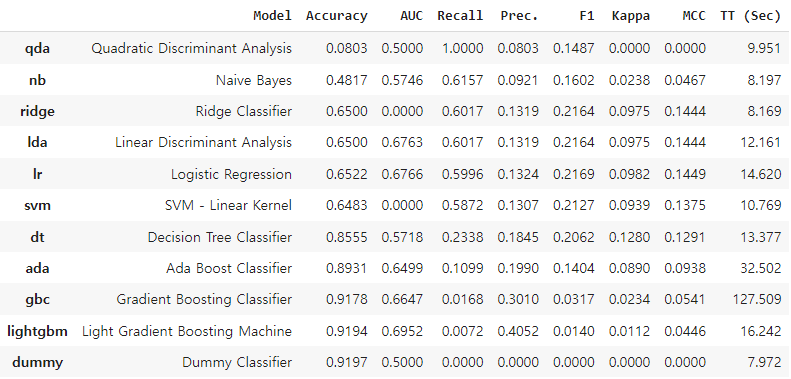 Model Accuracy AUC Recall Prec. F1 Kappa MCC TT (Sec)
qda Quadratic Discriminant Analysis 0.0803 0.5000 1.0000 0.0803 0.1487 0.0000 0.0000 9.951
nb Naive Bayes 0.4817 0.5746 0.6157 0.0921 0.1602 0.0238 0.0467 8.197
ridge Ridge Classifier 0.6500 0.0000 0.6017 0.1319 0.2164 0.0975 0.1444 8.169
lda Linear Discriminant Analysis 0.6500 0.6763 0.6017 0.1319 0.2164 0.0975 0.1444 12.161
lr Logistic Regression 0.6522 0.6766 0.5996 0.1324 0.2169 0.0982 0.1449 14.620
svm SVM - Linear Kernel 0.6483 0.0000 0.5872 0.1307 0.2127 0.0939 0.1375 10.769
dt Decision Tree Classifier 0.8555 0.5718 0.2338 0.1845 0.2062 0.1280 0.1291 13.377
ada Ada Boost Classifier 0.8931 0.6499 0.1099 0.1990 0.1404 0.0890 0.0938 32.502
gbc Gradient Boosting Classifier 0.9178 0.6647 0.0168 0.3010 0.0317 0.0234 0.0541 127.509
lightgbm Light Gradient Boosting Machine 0.9194 0.6952 0.0072 0.4052 0.0140 0.0112 0.0446 16.242
dummy Dummy Classifier 0.9197 0.5000 0.0000 0.0000 0.0000 0.0000 0.0000 7.972